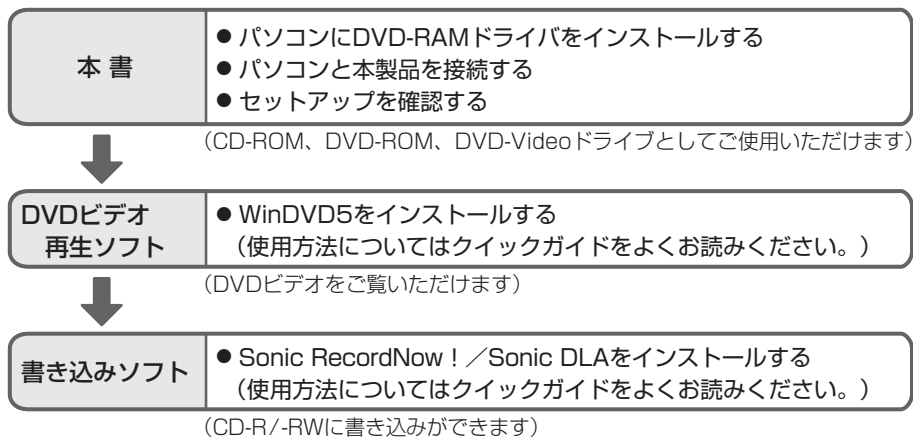 本 書
● パソコンにDVD-RAMドライバをインストールする
● パソコンと本製品を接続する
● セットアップを確認する
（CD-ROM、DVD-ROM、DVD-Videoドライブとしてご使用いただけます）
DVDビデオ
再生ソフト
● WinDVD5をインストールする
（使用方法についてはクイックガイドをよくお読みください。）
（DVDビデオをご覧いただけます）
書き込みソフト
● Sonic RecordNow！／Sonic DLAをインストールする
（使用方法についてはクイックガイドをよくお読みください。）
（CD-R/-RWに書き込みができます）